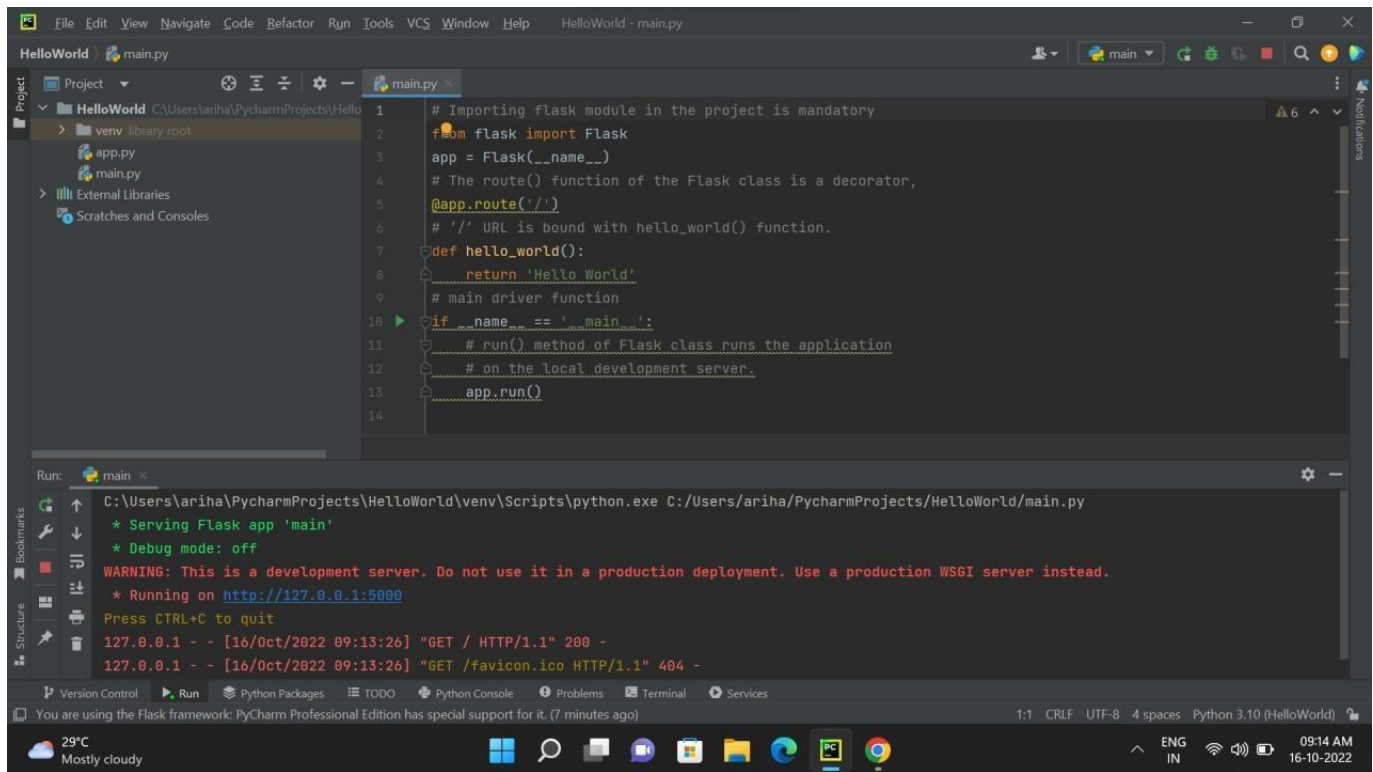 File Edit View Navigate Code Refactor Run Tools VCS Window Help HelloWorld - main.py
HelloWorld main.py main
Project
Project
main.py
HelloWorld C:\Users\ariha\PycharmProjects\Hello
venv library root
app.py
main.py
External Libraries
Scratches and Consoles
1 # Importing flask module in the project is mandatory
2 from flask import Flask
3 app = Flask(__name__)
4 # The route() function of the Flask class is a decorator,
5 @app.route('/')
6 # ‘/’ URL is bound with hello_world() function.
7 def hello_world():
8 return 'Hello World'
9 # main driver function
10 if __name__ == '__main__':
11 # run() method of Flask class runs the application
12 # on the local development server.
13 app.run()
14
6
Notifications
Run: main
C:\Users\ariha\PycharmProjects\HelloWorld\venv\Scripts\python.exe C:/Users/ariha/PycharmProjects/HelloWorld/main.py
* Serving Flask app 'main'
* Debug mode: off
WARNING: This is a development server. Do not use it in a production deployment. Use a production WSGI server instead.
* Running on http://127.0.0.1:5000
Press CTRL+C to quit
127.0.0.1 - - [16/Oct/2022 09:13:26] "GET / HTTP/1.1" 200 -
127.0.0.1 - - [16/Oct/2022 09:13:26] "GET /favicon.ico HTTP/1.1" 404 -
Bookmarks
Structure
Version Control Run Python Packages TODO Python Console Problems Terminal Services
You are using the Flask framework: PyCharm Professional Edition has special support for it. (7 minutes ago) 1:1 CRLF UTF-8 4 spaces Python 3.10 (HelloWorld)
29°C
Mostly cloudy
PC
ENG
IN
09:14 AM
16-10-2022